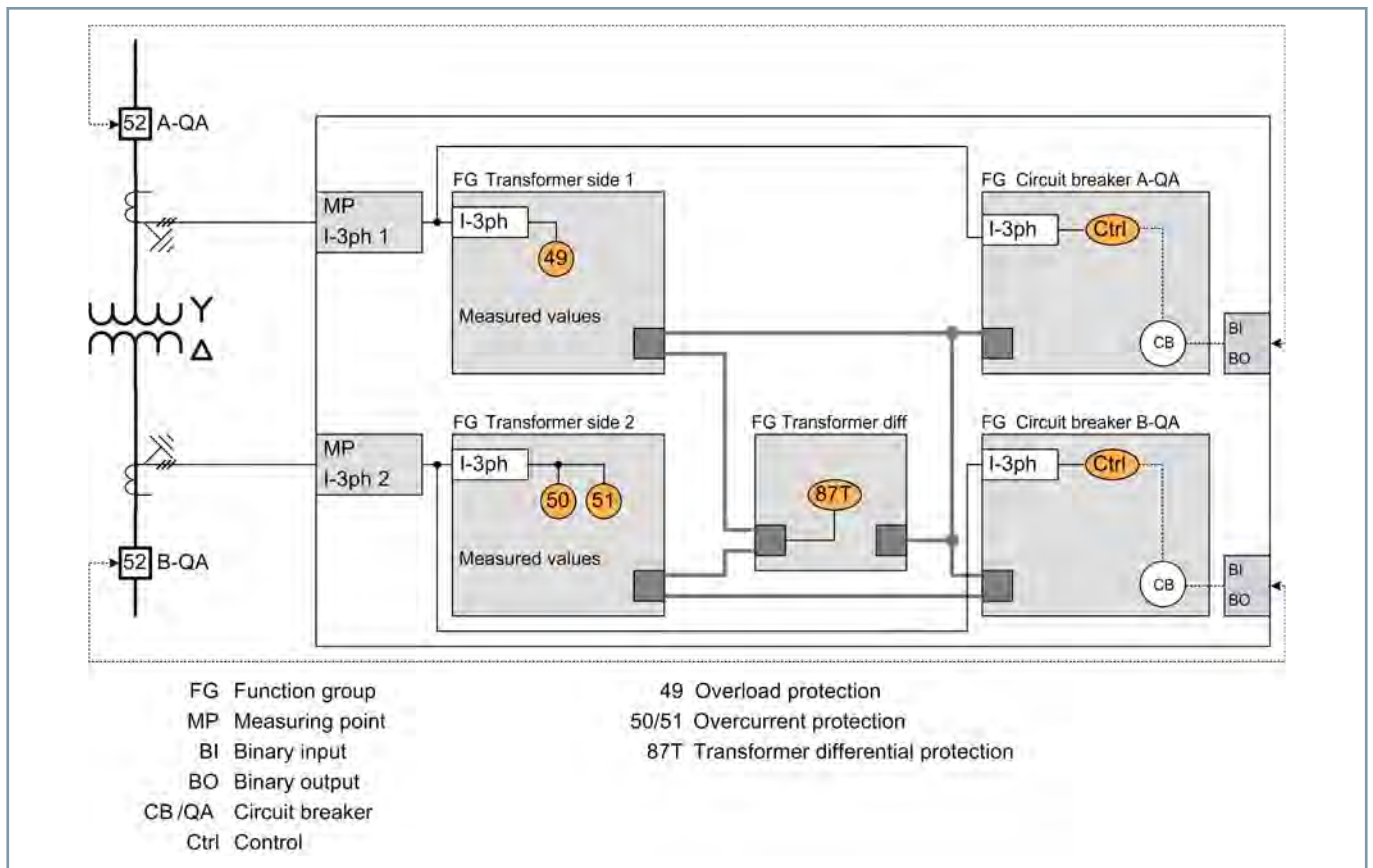 52 A-QA
FG Transformer side 1
FG Circuit breaker A-QA
MP
I-3ph 1
I-3ph
49
Measured values
I-3ph
Ctrl
CB
BI
BO
Y
Δ
FG Transformer side 2
FG Transformer diff
FG Circuit breaker B-QA
MP
I-3ph 2
I-3ph
50 51
Measured values
87T
I-3ph
Ctrl
CB
BI
BO
52 B-QA
FG Function group
MP Measuring point
BI Binary input
BO Binary output
CB/QA Circuit breaker
Ctrl Control
49 Overload protection
50/51 Overcurrent protection
87T Transformer differential protection